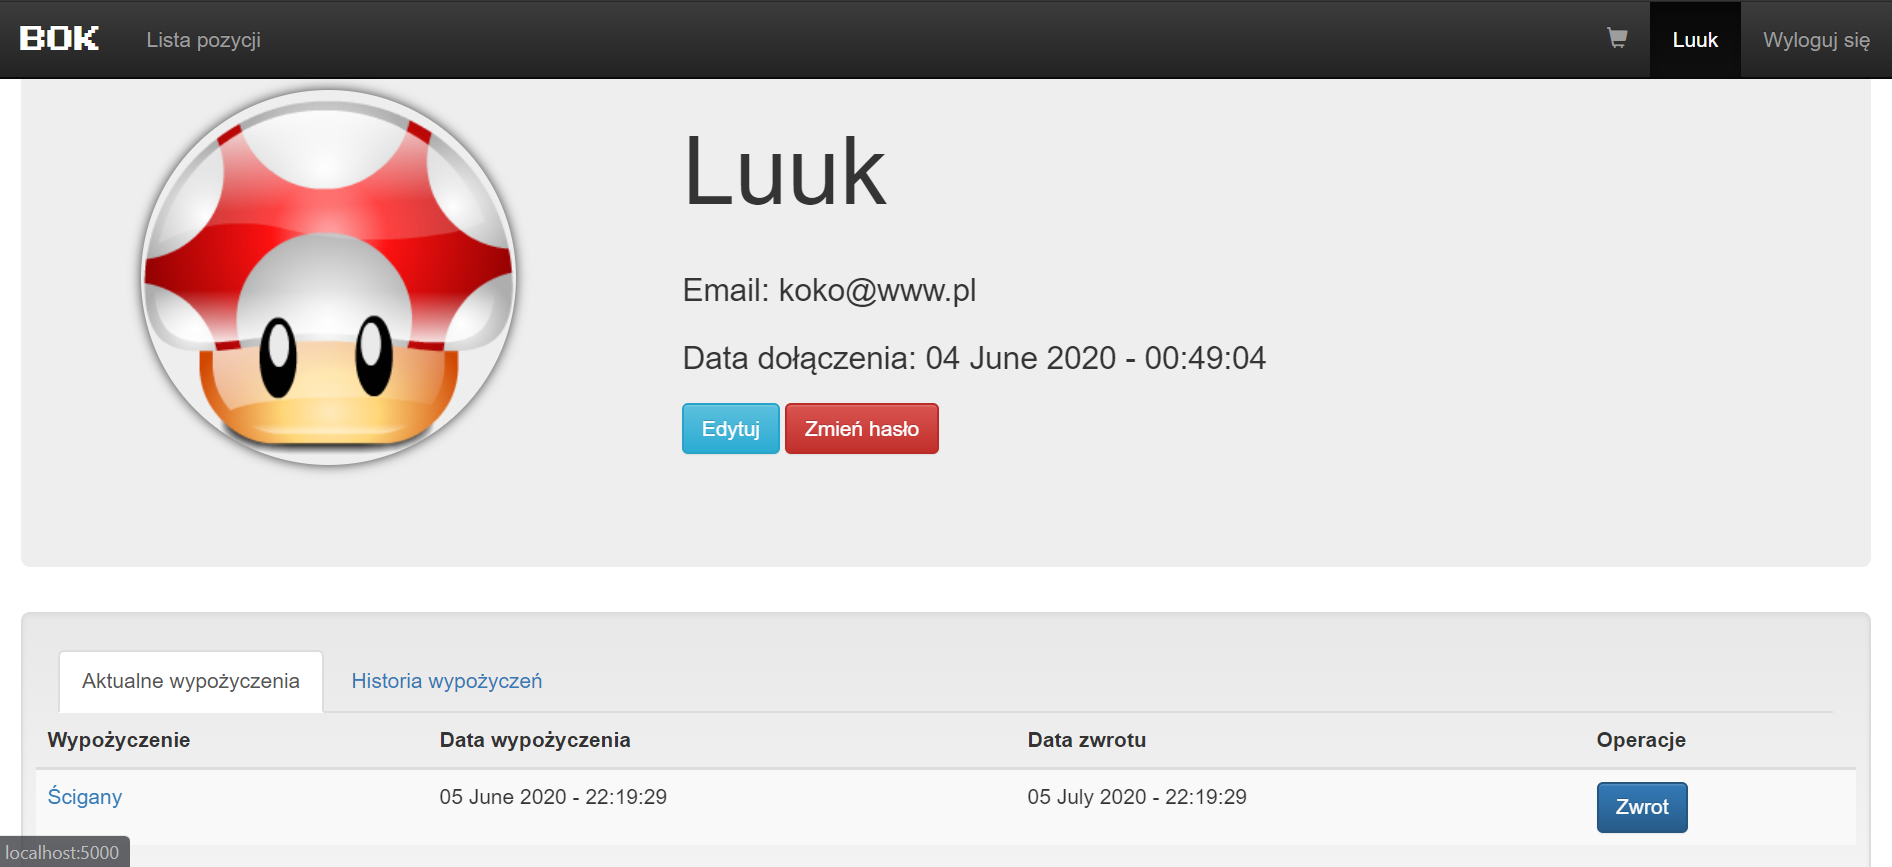 BOK Lista pozycji Luuk Wyloguj się
Luuk
Email: koko@www.pl
Data dołączenia: 04 June 2020 - 00:49:04
Edytuj Zmień hasło
Aktualne wypożyczenia Historia wypożyczeń
Wypożyczenie Data wypożyczenia Data zwrotu Operacje
Ścigany 05 June 2020 - 22:19:29 05 July 2020 - 22:19:29 Zwrot
localhost:5000